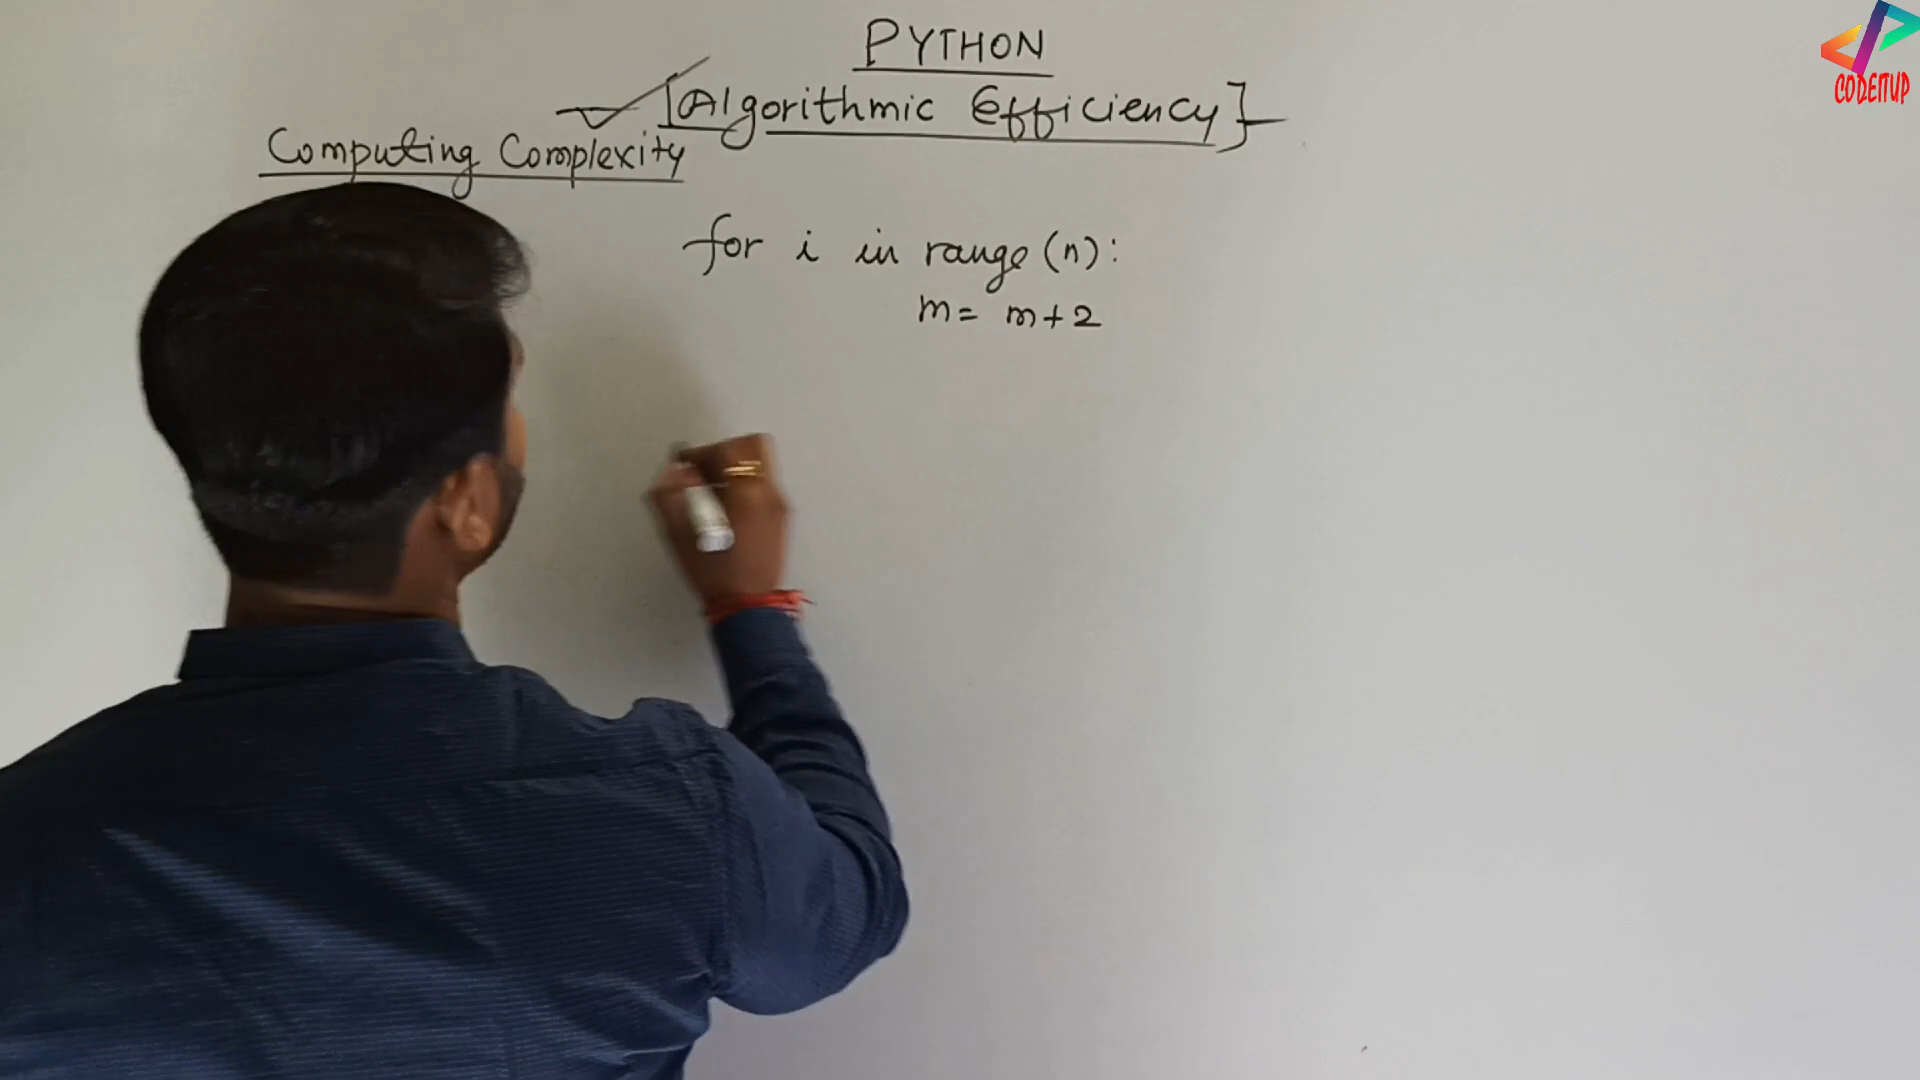 PYTHON
[Algorithmic Efficiency]
Computing Complexity
for i in range (n):
m = m+2
CODEITUP